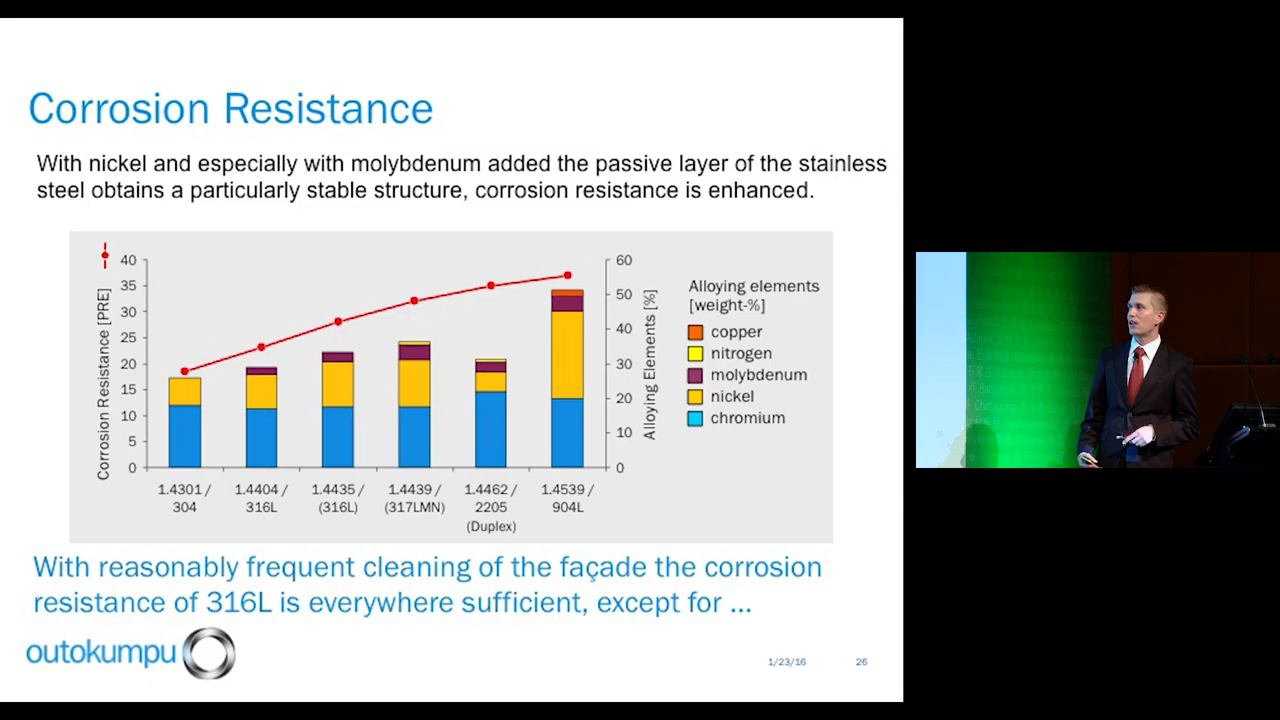 Corrosion Resistance
With nickel and especially with molybdenum added the passive layer of the stainless
steel obtains a particularly stable structure, corrosion resistance is enhanced.
Corrosion Resistance [PRE]
40
35
30
25
20
15
10
5
0
60
50
40
30
20
10
0
Alloying Elements [%]
Alloying elements
[weight-%]
copper
nitrogen
molybdenum
nickel
chromium
1.4301 /
304
1.4404 /
316L
1.4435 /
(316L)
1.4439 /
(317LMN)
1.4462 /
2205
(Duplex)
1.4539 /
904L
With reasonably frequent cleaning of the façade the corrosion
resistance of 316L is everywhere sufficient, except for ...
outokumpu
1/23/16
26